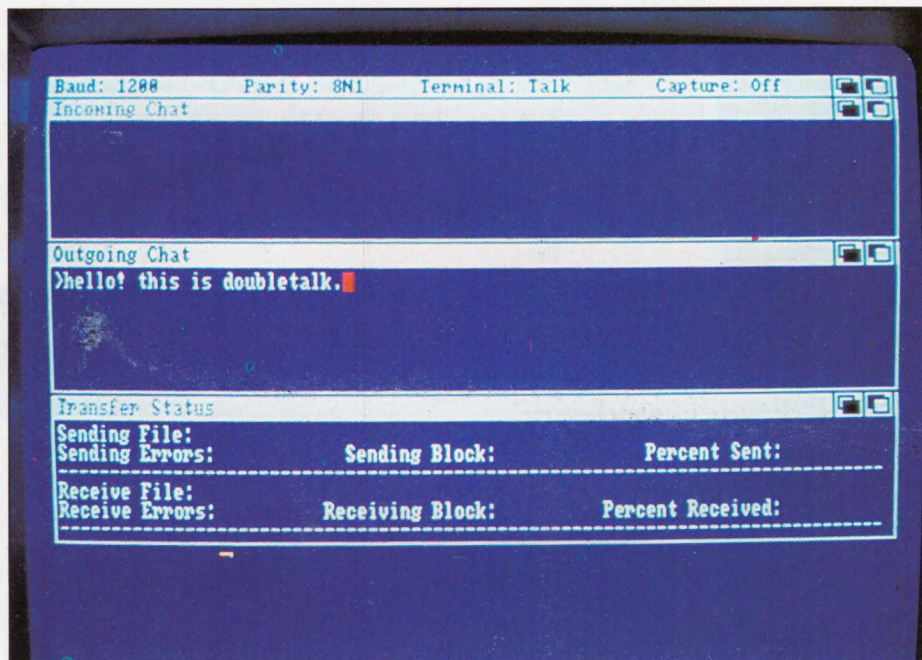 Baud: 1200 Parity: 8N1 Terminal: Talk Capture: Off
Incoming Chat
Outgoing Chat
>hello! this is doubletalk.
Transfer Status
Sending File:
Sending Errors: Sending Block: Percent Sent:
Receive File:
Receive Errors: Receiving Block: Percent Received: